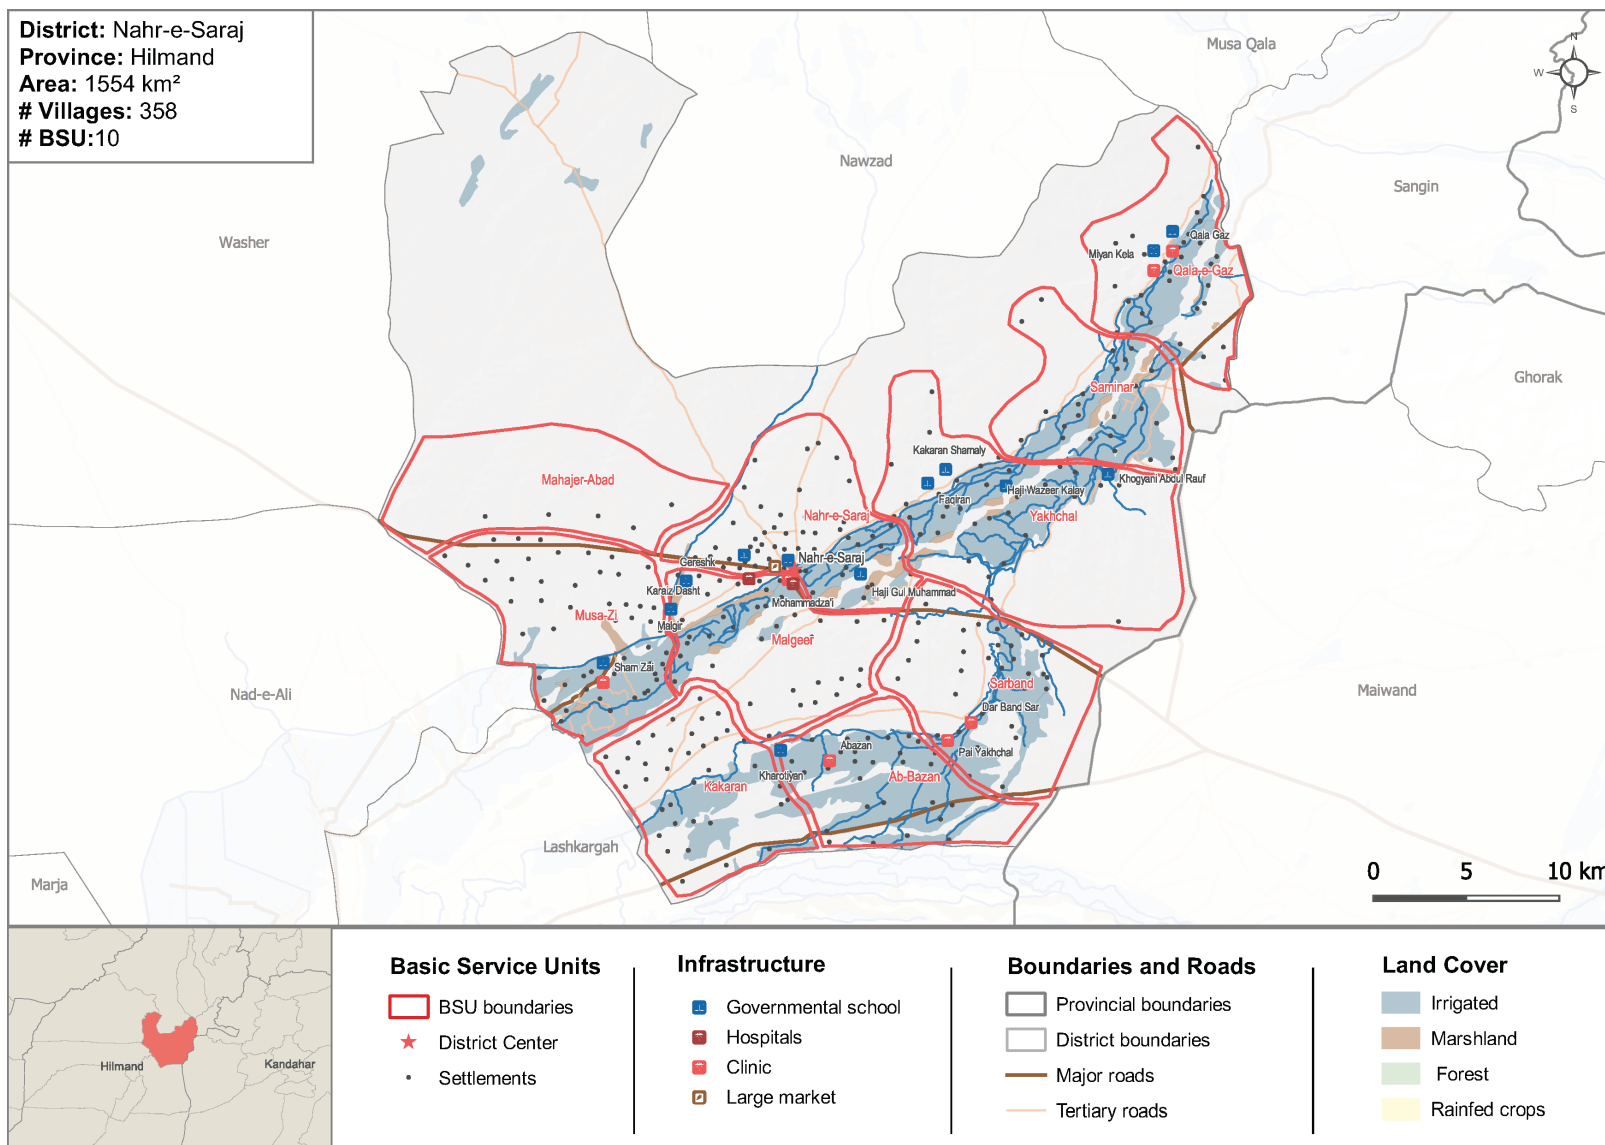 District: Nahr-e-Saraj
Province: Hilmand
Area: 1554 km²
# Villages: 358
# BSU:10
N
W
S
Musa Qala
Nawzad
Sangin
Washer
Ghorak
Nad-e-Ali
Maiwand
Lashkargah
Marja
Qala Gaz
Miyan Kela
Qala-e-Gaz
Saminar
Kakaran Shamaly
Khogyani Abdul Rauf
Haji Wazeer Kalay
Faqiran
Yakhchal
Mahajer-Abad
Nahr-e-Saraj
Nahr-e-Saraj
Gereshk
Karaiz Dasht
Mohammadza'i
Haji Gul Muhammad
Musa-Zi
Malgir
Malgeer
Sham Zai
Sarband
Dar Band Sar
Pai Yakhchal
Abazan
Kharotiyan
Ab-Bazan
Kakaran
0 5 10 km
Hilmand
Kandahar
Basic Service Units
BSU boundaries
District Center
Settlements
Infrastructure
Governmental school
Hospitals
Clinic
Large market
Boundaries and Roads
Provincial boundaries
District boundaries
Major roads
Tertiary roads
Land Cover
Irrigated
Marshland
Forest
Rainfed crops